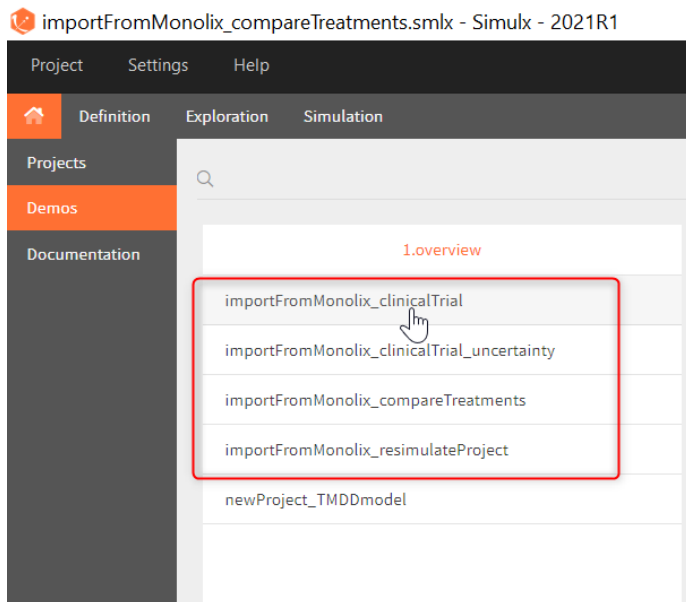 importFromMonolix_compareTreatments.smlx - Simulx - 2021R1
Project Settings Help
Definition Exploration Simulation
Projects
Demos
Documentation
1.overview
importFromMonolix_clinicalTrial
importFromMonolix_clinicalTrial_uncertainty
importFromMonolix_compareTreatments
importFromMonolix_resimulateProject
newProject_TMDDmodel